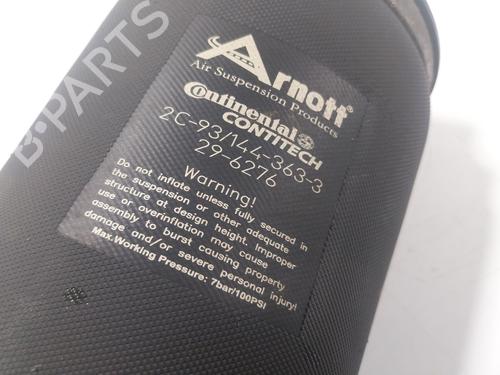 B-PARTS
Arnott®
Air Suspension Products
Continental
CONTITECH
2C-93/144-363-3
29-6276
Warning!
Do not inflate unless fully secured in
the suspension or other adequate
structure at design height. Improper
use or overinflation may cause
assembly to burst causing property
damage and/or severe personal injury!
Max.Working Pressure: 7bar/100PSI